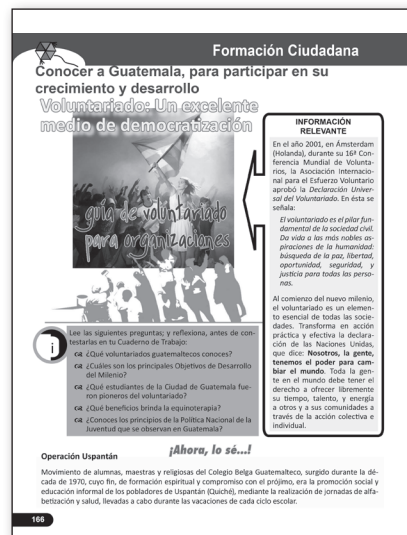 Formación Ciudadana
Conocer a Guatemala, para participar en su
crecimiento y desarrollo
Voluntariado: Un excelente
medio de democratización
guía de voluntariado
para organizaciones
INFORMACIÓN
RELEVANTE
En el año 2001, en Ámsterdam
(Holanda), durante su 16ª Con-
ferencia Mundial de Volunta-
rios, la Asociación internacio-
nal para el Esfuerzo Voluntario
aprobó la Declaración Univer-
sal del Voluntariado. En ésta se
señala:
El voluntariado es el pilar fun-
damental de la sociedad civil.
Da vida a las más nobles as-
piraciones de la humanidad:
búsqueda de la paz, libertad,
oportunidad, seguridad, y
justicia para todas las perso-
nas.
Al comienzo del nuevo milenio,
el voluntariado es un elemen-
to esencial de todas las socie-
dades. Transforma en acción
práctica y efectiva la declara-
ción de las Naciones Unidas,
que dice: Nosotros, la gente,
tenemos el poder para cam-
biar el mundo. Toda la gen-
te en el mundo debe tener el
derecho a ofrecer libremente
su tiempo, talento, y energía
a otros y a sus comunidades a
través de la acción colectiva e
individual.
i
Lee las siguientes preguntas; y reflexiona, antes de con-
testarlas en tu Cuaderno de Trabajo:
¿Qué voluntariados guatemaltecos conoces?
¿Cuáles son los principales Objetivos de Desarrollo
del Milenio?
¿Qué estudiantes de la Ciudad de Guatemala fue-
ron pioneros del voluntariado?
¿Qué beneficios brinda la equinoterapia?
¿Conoces los principios de la Política Nacional de la
Juventud que se observan en Guatemala?
¡Ahora, lo sé...!
Operación Uspantán
Movimiento de alumnas, maestras y religiosas del Colegio Belga Guatemalteco, surgido durante la dé-
cada de 1970, cuyo fin, de formación espiritual y compromiso con el prójimo, era la promoción social y
educación informal de los pobladores de Uspantán (Quiché), mediante la realización de jornadas de alfa-
betización y salud, llevadas a cabo durante las vacaciones de cada ciclo escolar.
166